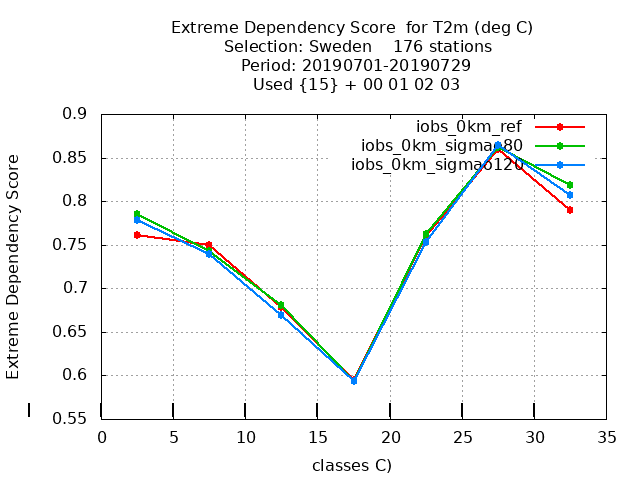 Extreme Dependency Score  for T2m (deg C)
Selection: Sweden    176 stations
Period: 20190701-20190729
Used {15} + 00 01 02 03
iobs_0km_ref
iobs_0km_sigmao80
iobs_0km_sigmao120
Extreme Dependency Score
0.9
0.85
0.8
0.75
0.7
0.65
0.6
0.55
0 5 10 15 20 25 30 35
classes C)